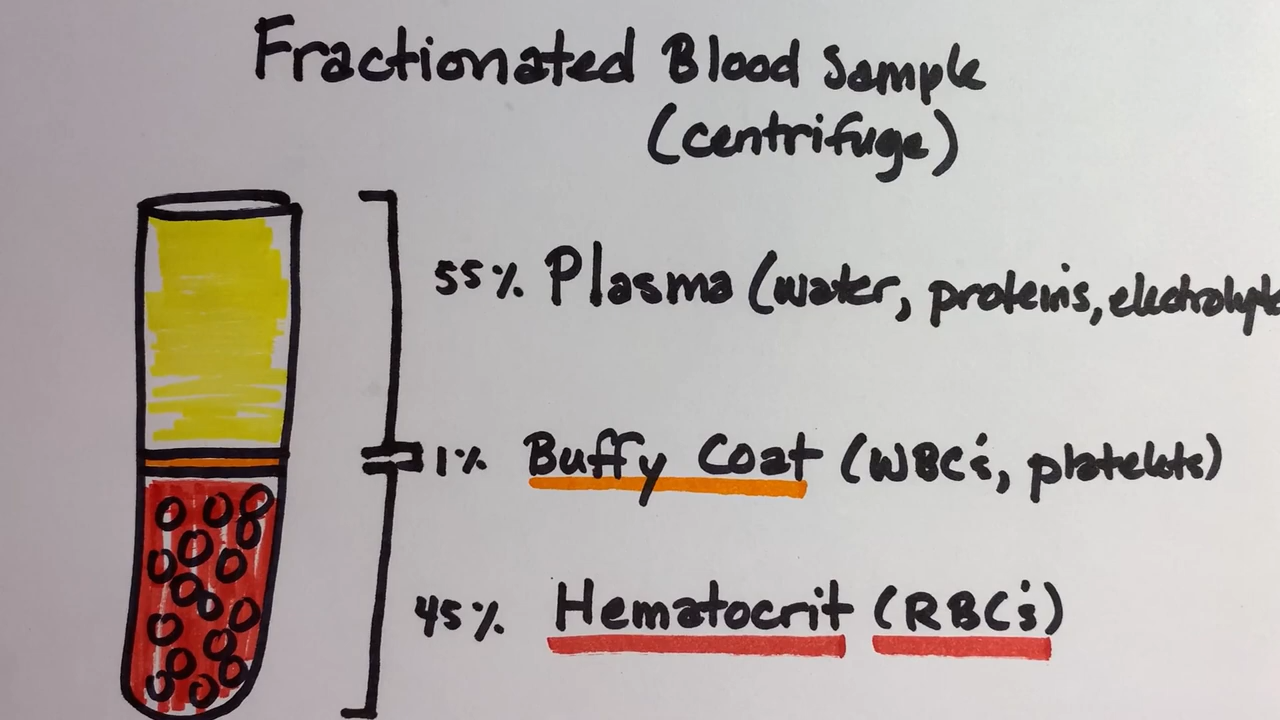 Fractionated Blood Sample
(centrifuge)
55% Plasma (water, proteins,
1% Buffy Coat (WBC's, platelets)
45% Hematocrit (RBC's)